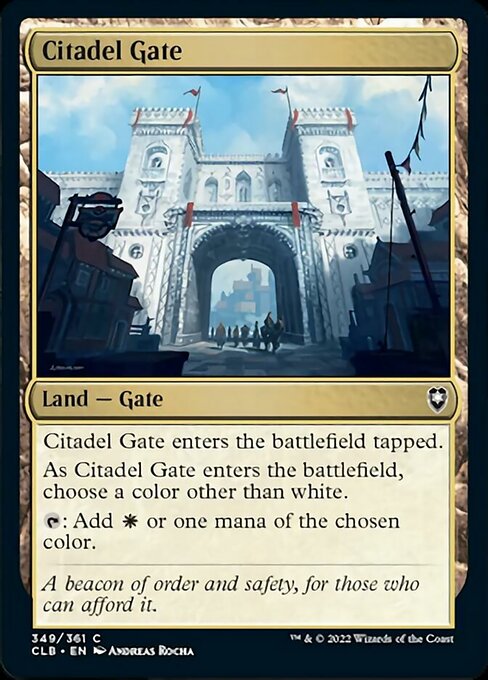 Citadel Gate
Land — Gate
Citadel Gate enters the battlefield tapped.
As Citadel Gate enters the battlefield,
choose a color other than white.
: Add or one mana of the chosen
color.
A beacon of order and safety, for those who
can afford it.
349/361 C
™ & © 2022 Wizards of the Coast
CLB • EN Andreas Rocha